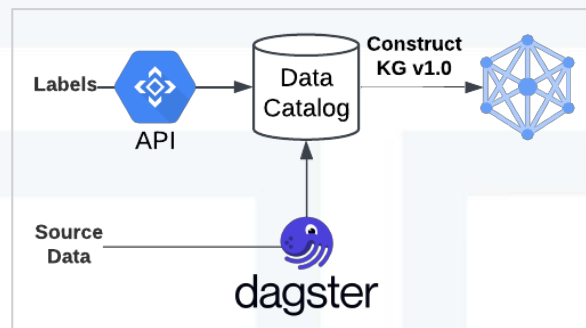 Construct
KG v1.0
Labels
Data
Catalog
API
Source
Data
dagster